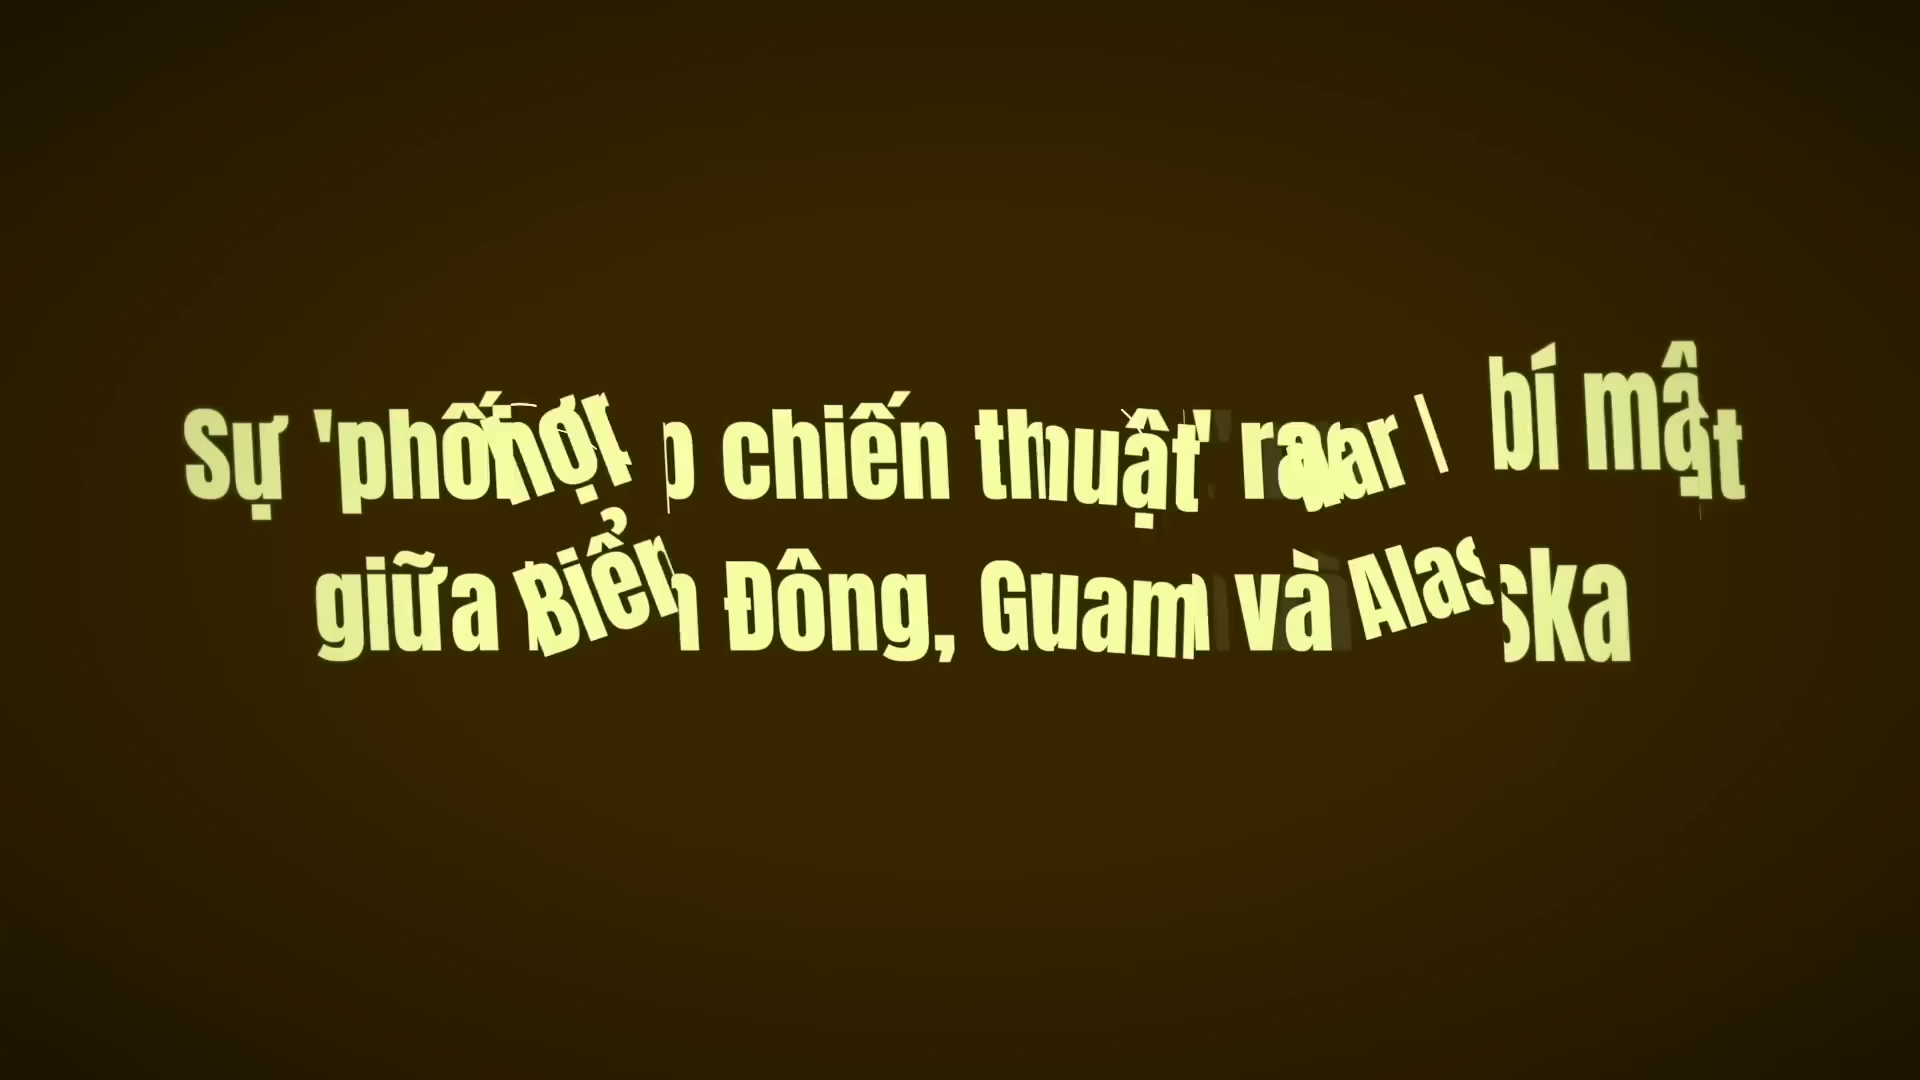 Sự 'phối hợp chiến thuật' radar bí mật
giữa Biển Đông, Guam và Alaska